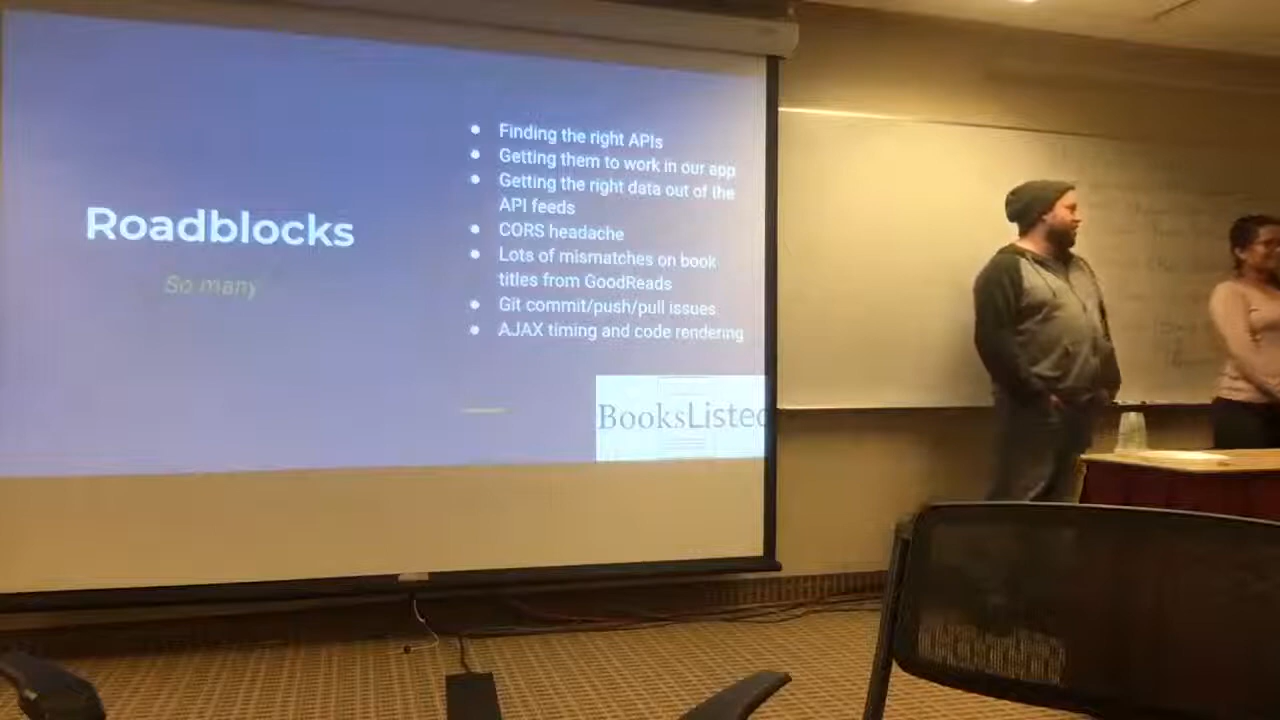 Roadblocks
So many
Finding the right APIs
Getting them to work in our app
Getting the right data out of the
API feeds
CORS headache
Lots of mismatches on book
titles from GoodReads
Git commit/push/pull issues
AJAX timing and code rendering
BooksListed